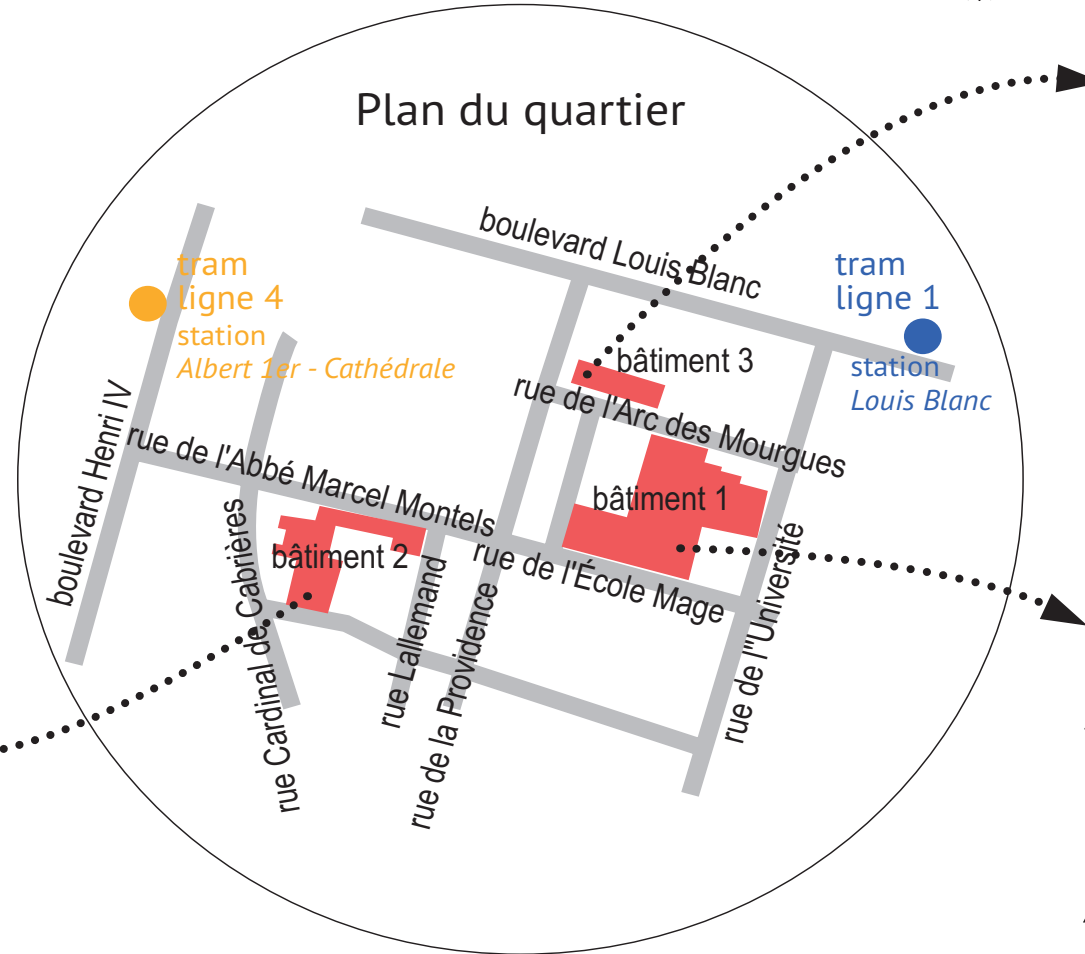 Plan du quartier
boulevard Louis Blanc
tram
ligne 4
station
Albert 1er - Cathédrale
tram
ligne 1
station
Louis Blanc
bâtiment 3
rue de l'Arc des Mourgues
boulevard Henri IV
rue de l'Abbé Marcel Montels
bâtiment 1
bâtiment 2
rue de l'École Mage
rue Cardinal de Cabrières
rue Lallemand
rue de la Providence
rue de l''Université